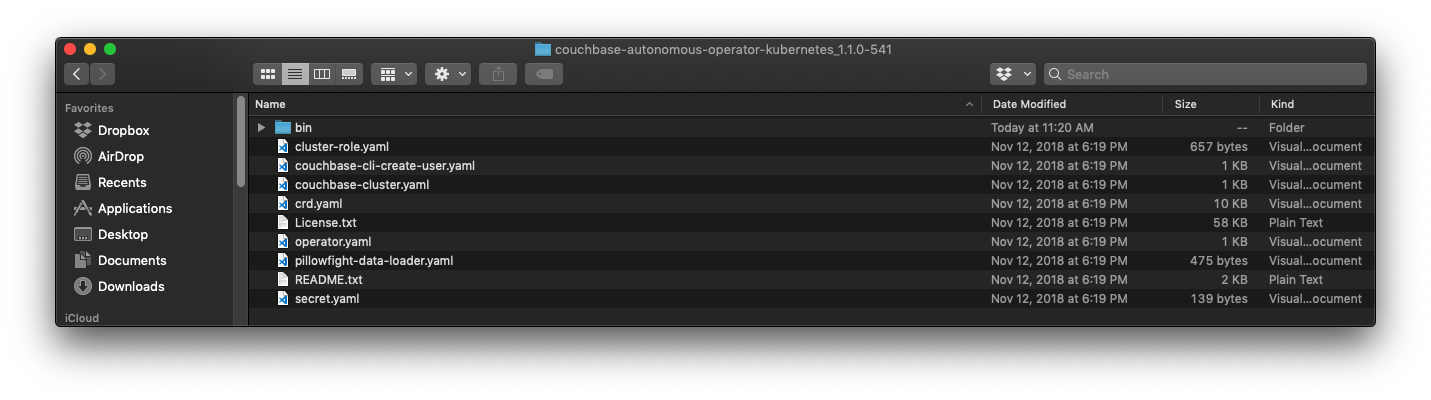 couchbase-autonomous-operator-kubernetes_1.1.0-541
Search
Favorites
Dropbox
AirDrop
Recents
Applications
Desktop
Documents
Downloads
iCloud
Name Date Modified Size Kind
bin Today at 11:20 AM -- Folder
cluster-role.yaml Nov 12, 2018 at 6:19 PM 657 bytes Visual...ocument
couchbase-cli-create-user.yaml Nov 12, 2018 at 6:19 PM 1 KB Visual...ocument
couchbase-cluster.yaml Nov 12, 2018 at 6:19 PM 1 KB Visual...ocument
crd.yaml Nov 12, 2018 at 6:19 PM 10 KB Visual...ocument
License.txt Nov 12, 2018 at 6:19 PM 58 KB Plain Text
operator.yaml Nov 12, 2018 at 6:19 PM 1 KB Visual...ocument
pillowfight-data-loader.yaml Nov 12, 2018 at 6:19 PM 475 bytes Visual...ocument
README.txt Nov 12, 2018 at 6:19 PM 2 KB Plain Text
secret.yaml Nov 12, 2018 at 6:19 PM 139 bytes Visual...ocument